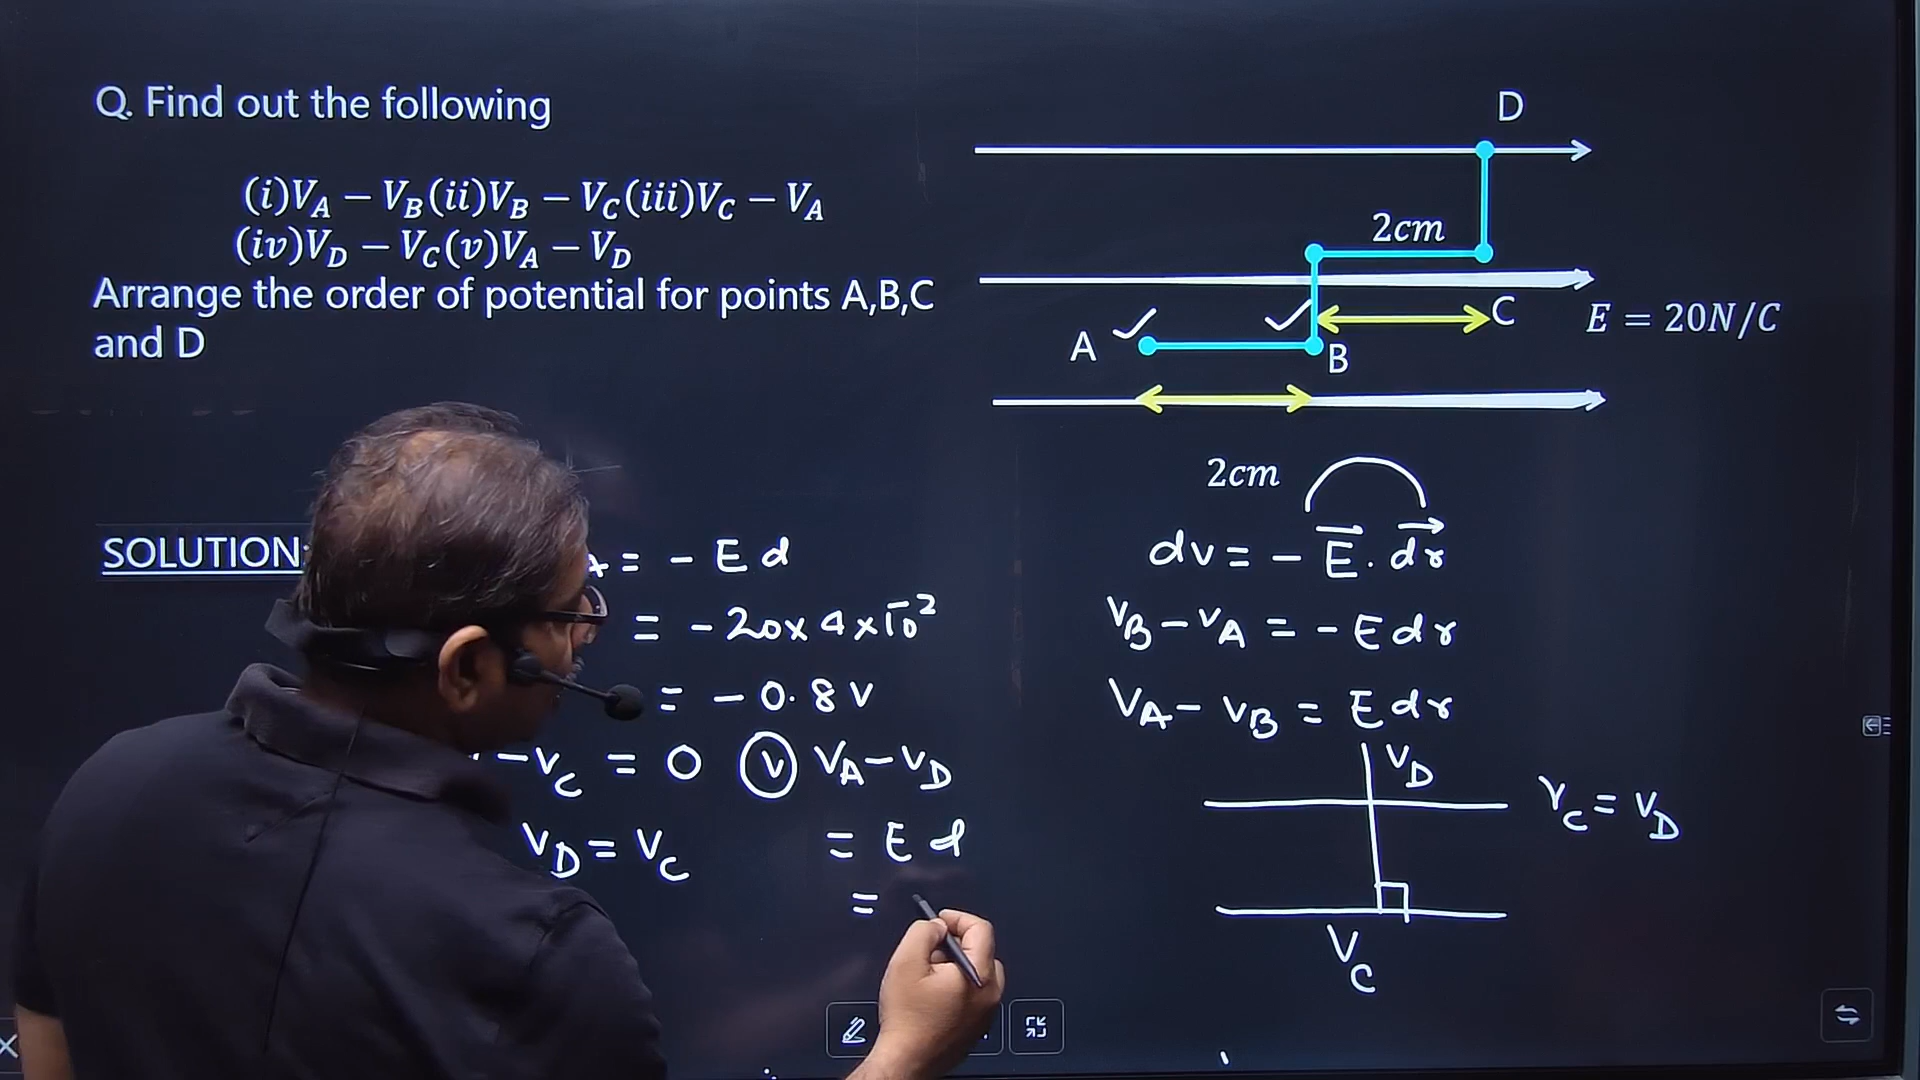 Q. Find out the following
(i)V_A − V_B(ii)V_B − V_C(iii)V_C − V_A
(iv)V_D − V_C(v)V_A − V_D
Arrange the order of potential for points A,B,C
and D
D
2cm
C
E = 20N/C
A
B
2cm
SOLUTION:
= - E d
= - 20 x 4 x 10^-2
= - 0.8 V
- V_C = 0
V_D = V_C
(v) V_A - V_D
= E d
=
dv = - E⃗ . dr⃗
V_B - V_A = - E dr
V_A - V_B = E dr
V_D
V_C = V_D
V_C